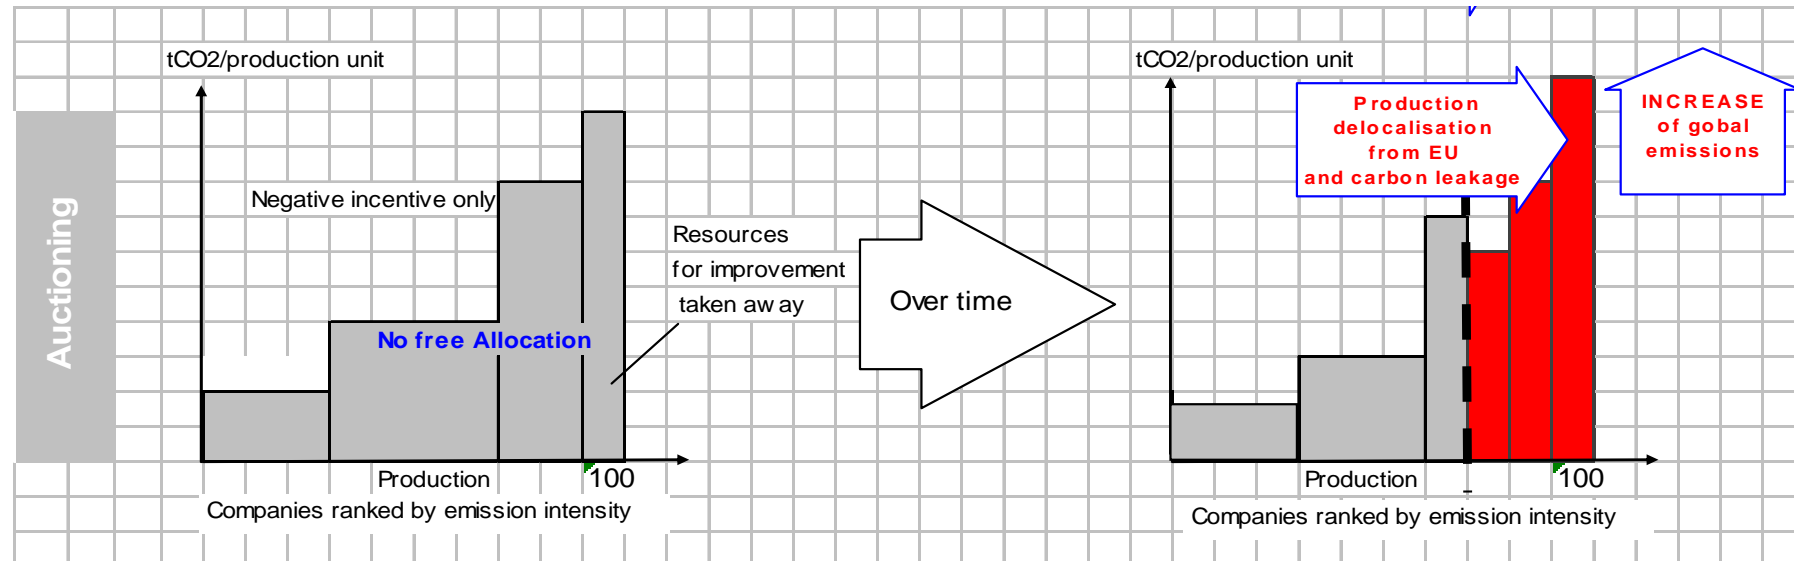 Auctioning
tCO2/production unit
Negative incentive only
No free Allocation
Resources
for improvement
taken away
Production
100
Companies ranked by emission intensity
Over time
tCO2/production unit
Production
delocalisation
from EU
and carbon leakage
INCREASE
of gobal
emissions
Production
100
Companies ranked by emission intensity